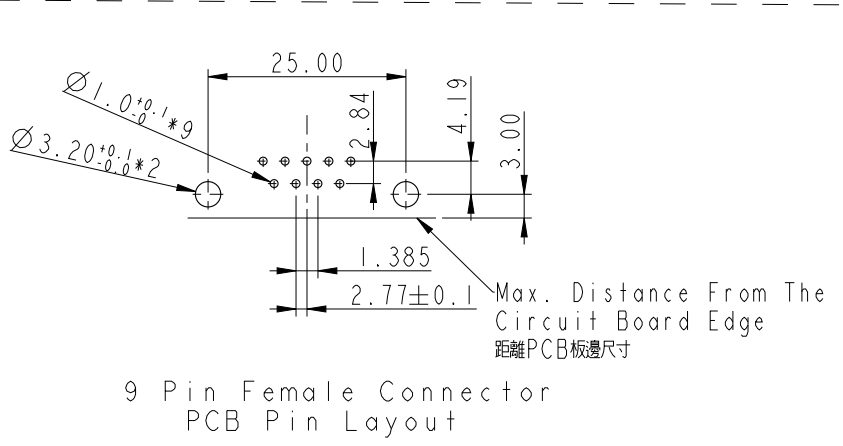 25.00
Ø1.0+0.1-0*9
Ø3.20+0.1-0.0*2
2.84
4.19
3.00
1.385
2.77±0.1
Max. Distance From The
Circuit Board Edge
距離PCB板邊尺寸
9 Pin Female Connector
PCB Pin Layout